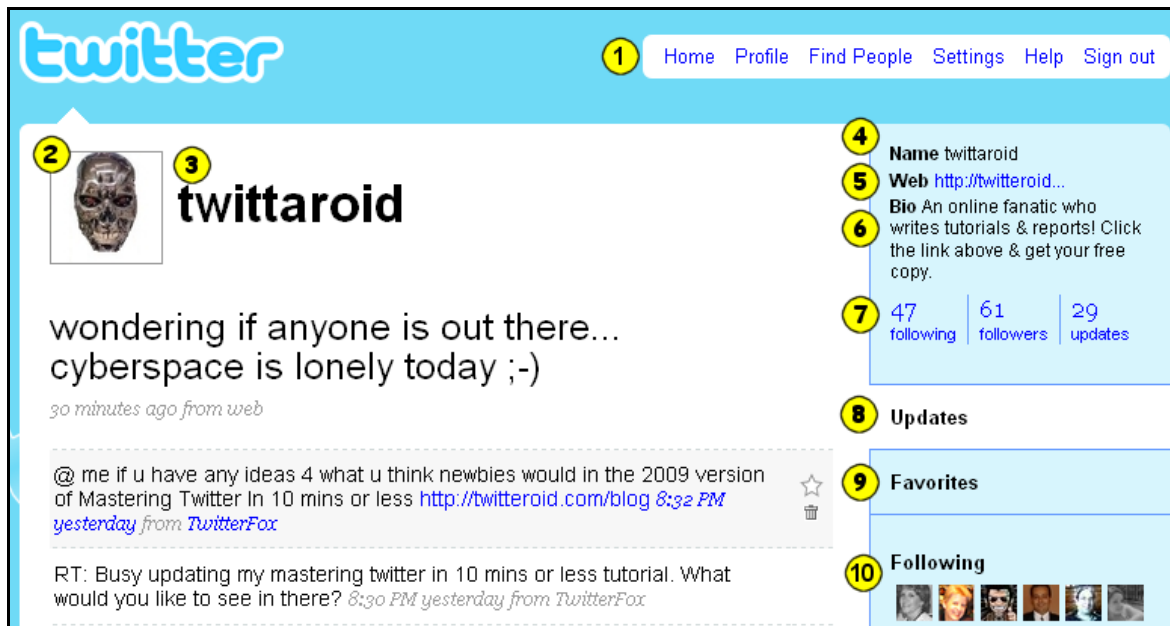 twitter
1 Home Profile Find People Settings Help Sign out
2
3
twittaroid
wondering if anyone is out there...
cyberspace is lonely today ;-)
30 minutes ago from web
@ me if u have any ideas 4 what u think newbies would in the 2009 version
of Mastering Twitter In 10 mins or less http://twitteroid.com/blog 8:32 PM
yesterday from TwitterFox
RT: Busy updating my mastering twitter in 10 mins or less tutorial. What
would you like to see in there? 8:30 PM yesterday from TwitterFox
4
Name twittaroid
5 Web http://twitteroid...
Bio An online fanatic who
6 writes tutorials & reports! Click
the link above & get your free
copy.
7 47 61 29
following followers updates
8 Updates
9 Favorites
10 Following